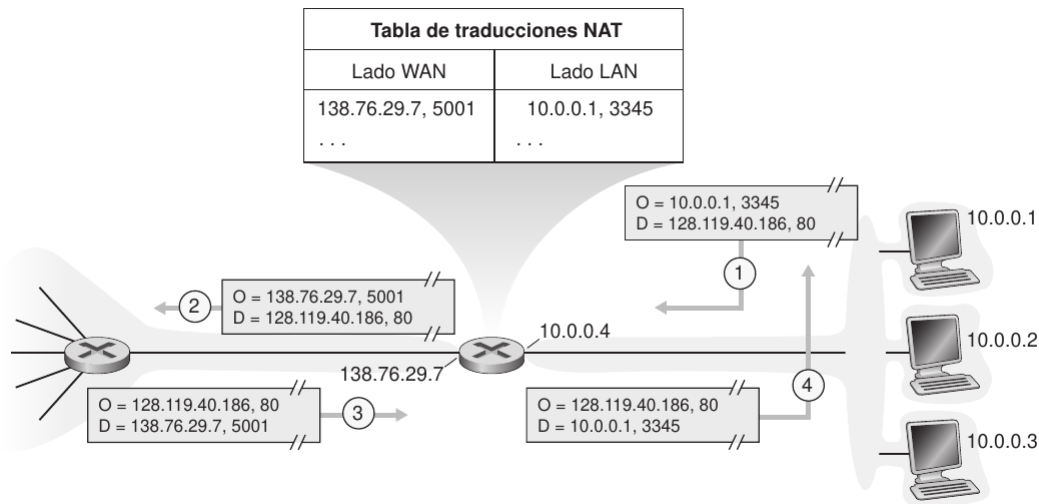 Tabla de traducciones NAT
Lado WAN
Lado LAN
138.76.29.7, 5001
10.0.0.1, 3345
. . .
. . .
O = 10.0.0.1, 3345
D = 128.119.40.186, 80
10.0.0.1
1
2
O = 138.76.29.7, 5001
D = 128.119.40.186, 80
10.0.0.4
10.0.0.2
138.76.29.7
4
O = 128.119.40.186, 80
D = 138.76.29.7, 5001
3
O = 128.119.40.186, 80
D = 10.0.0.1, 3345
10.0.0.3